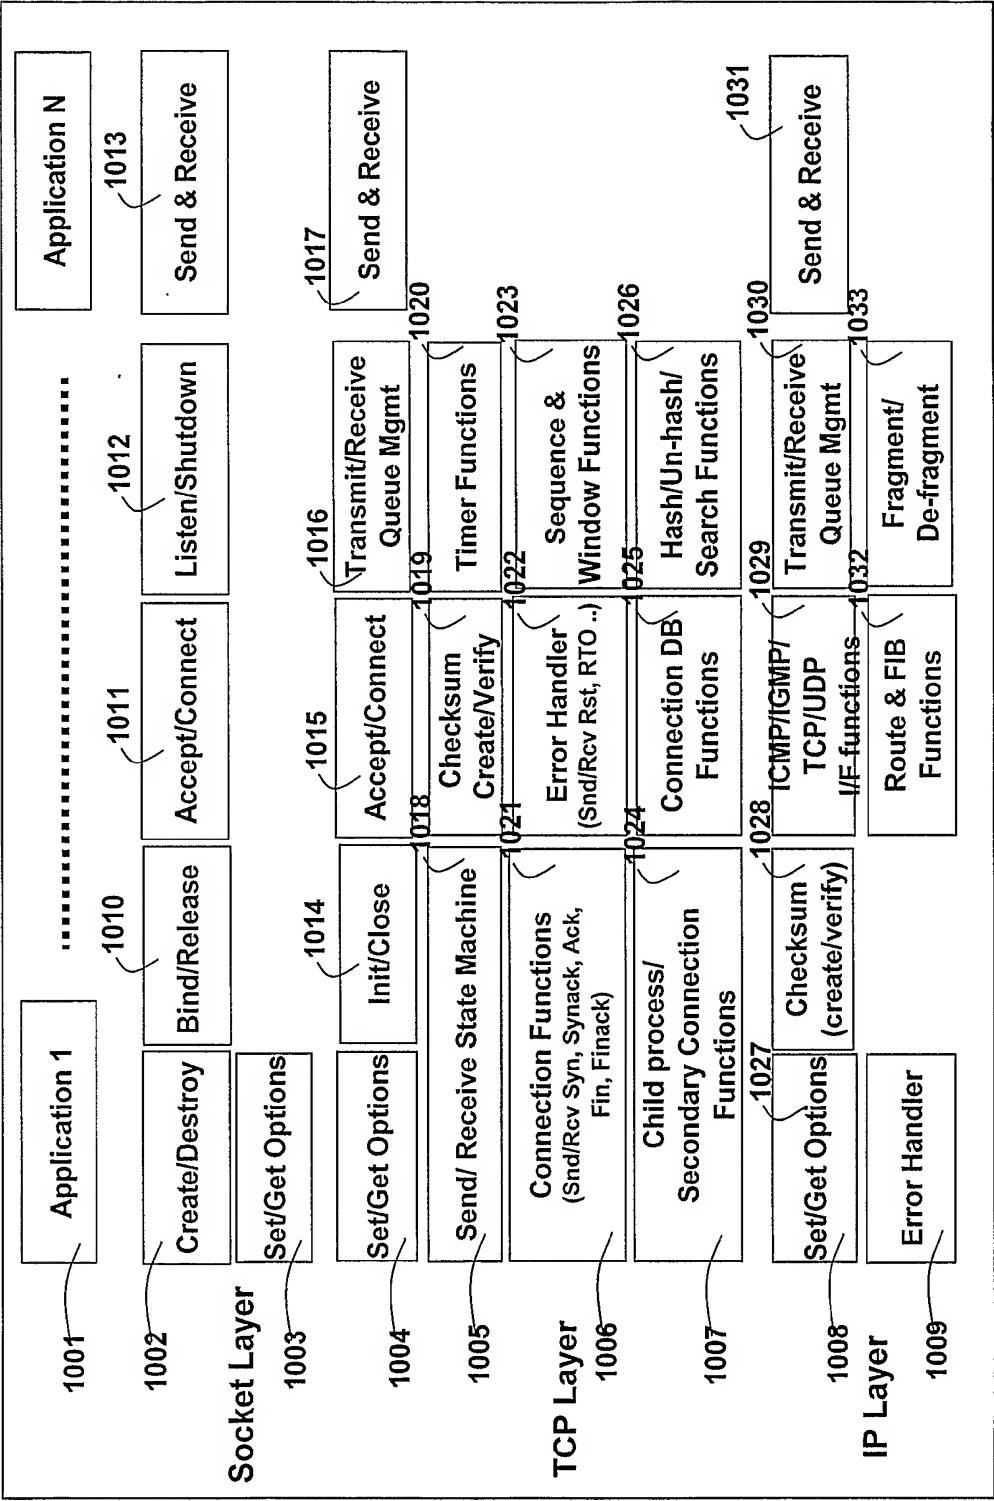 Application 1
Application N
1001
1010
1011
1012
1013
Create/Destroy
Bind/Release
Accept/Connect
Listen/Shutdown
Send & Receive
1002
Socket Layer
Set/Get Options
1003
1014
1015
1016
1017
Set/Get Options
Init/Close
Accept/Connect
Transmit/Receive
Queue Mgmt
Send & Receive
1004
1018
1019
1020
Send/ Receive State Machine
Checksum
Create/Verify
Timer Functions
1005
1021
1022
1023
TCP Layer
Connection Functions
(Snd/Rcv Syn, Synack, Ack,
Fin, Finack)
Error Handler
(Snd/Rcv Rst, RTO ..)
Sequence &
Window Functions
1006
1024
1025
1026
Child process/
Secondary Connection
Functions
Connection DB
Functions
Hash/Un-hash/
Search Functions
1007
1027
1028
1029
1030
1031
Set/Get Options
Checksum
(create/verify)
ICMP/IGMP/
TCP/UDP
I/F functions
Transmit/Receive
Queue Mgmt
Send & Receive
1008
IP Layer
1032
1033
Error Handler
Route & FIB
Functions
Fragment/
De-fragment
1009